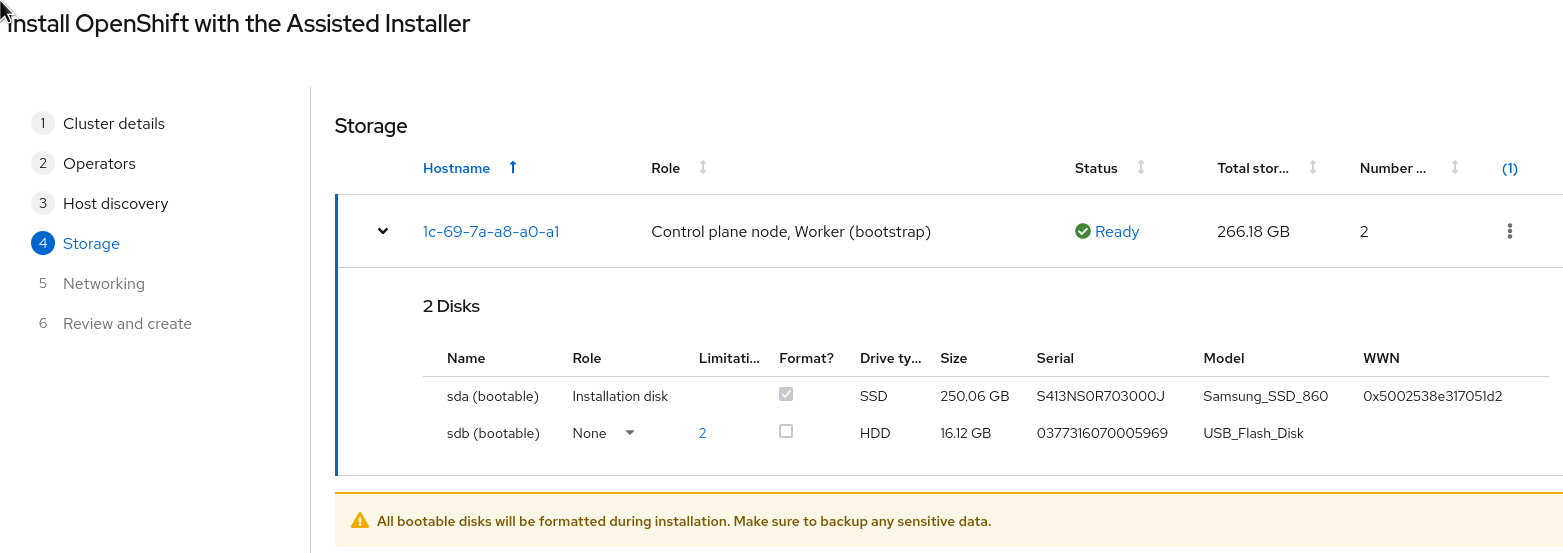 Install OpenShift with the Assisted Installer
1 Cluster details
2 Operators
3 Host discovery
4 Storage
5 Networking
6 Review and create
Storage
Hostname Role Status Total stor... Number ... (1)
1c-69-7a-a8-a0-a1 Control plane node, Worker (bootstrap) Ready 266.18 GB 2
2 Disks
Name Role Limitati... Format? Drive ty... Size Serial Model WWN
sda (bootable) Installation disk SSD 250.06 GB S413NS0R703000J Samsung_SSD_860 0x5002538e317051d2
sdb (bootable) None 2 HDD 16.12 GB 0377316070005969 USB_Flash_Disk
All bootable disks will be formatted during installation. Make sure to backup any sensitive data.